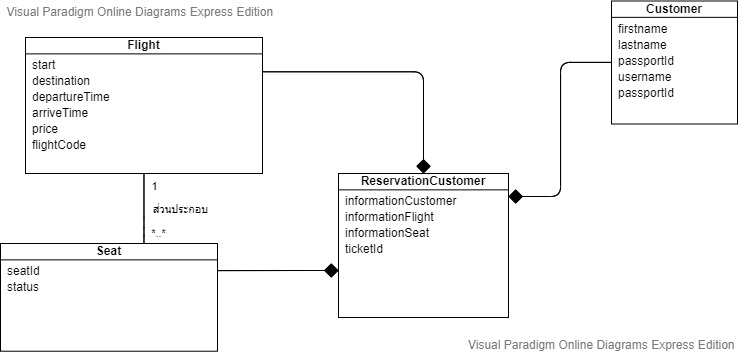 Visual Paradigm Online Diagrams Express Edition
Customer
firstname
lastname
passportId
username
passportId
Flight
start
destination
departureTime
arriveTime
price
flightCode
1
ส่วนประกอบ
*..*
ReservationCustomer
informationCustomer
informationFlight
informationSeat
ticketId
Seat
seatId
status
Visual Paradigm Online Diagrams Express Edition